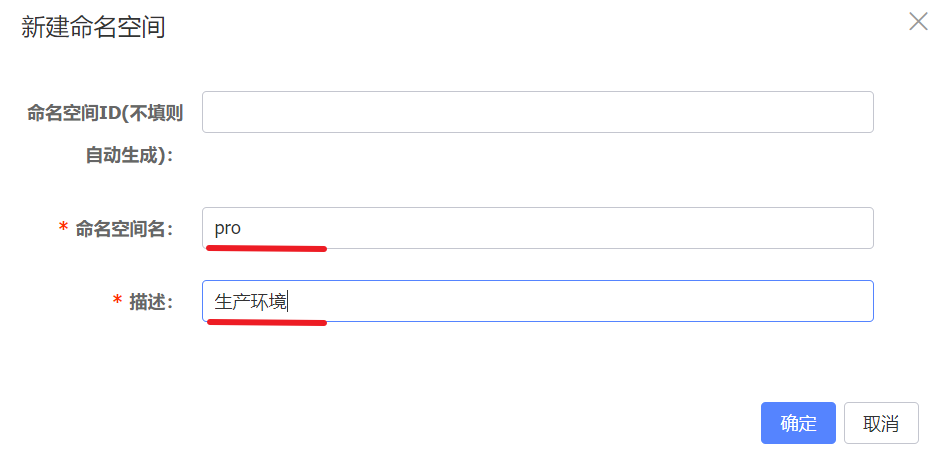 新建命名空间
命名空间ID(不填则
自动生成):
* 命名空间名:
pro
* 描述:
生产环境
确定
取消